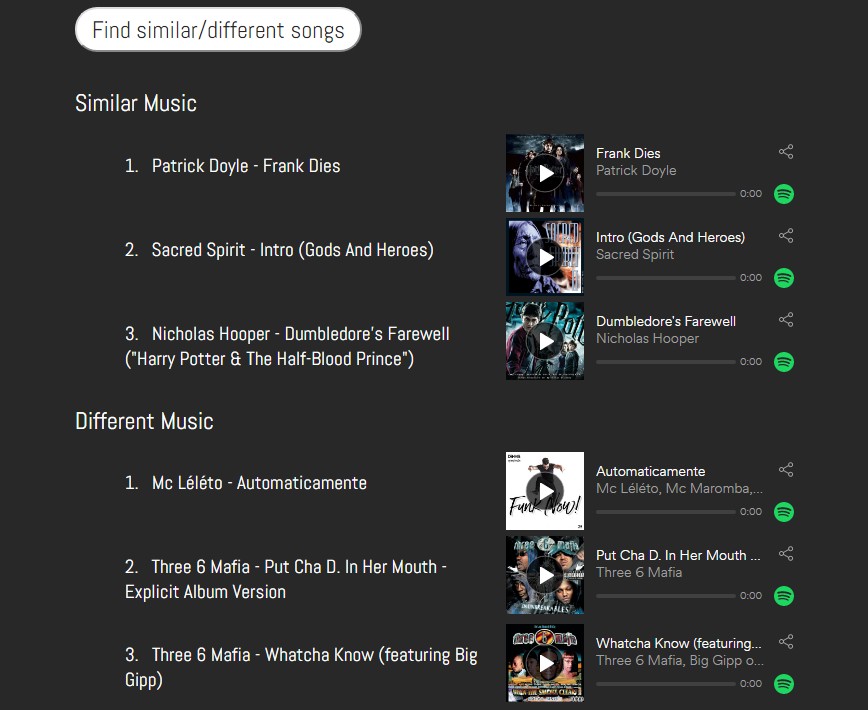 Find similar/different songs
Similar Music
1. Patrick Doyle - Frank Dies
Frank Dies
Patrick Doyle
0:00
2. Sacred Spirit - Intro (Gods And Heroes)
Intro (Gods And Heroes)
Sacred Spirit
0:00
3. Nicholas Hooper - Dumbledore's Farewell
("Harry Potter & The Half-Blood Prince")
Dumbledore's Farewell
Nicholas Hooper
0:00
Different Music
1. Mc Léléto - Automaticamente
Funk Now!
Automaticamente
Mc Léléto, Mc Maromba,...
0:00
2. Three 6 Mafia - Put Cha D. In Her Mouth -
Explicit Album Version
Put Cha D. In Her Mouth ...
Three 6 Mafia
0:00
3. Three 6 Mafia - Whatcha Know (featuring Big
Gipp)
Whatcha Know (featuring...
Three 6 Mafia, Big Gipp o...
0:00